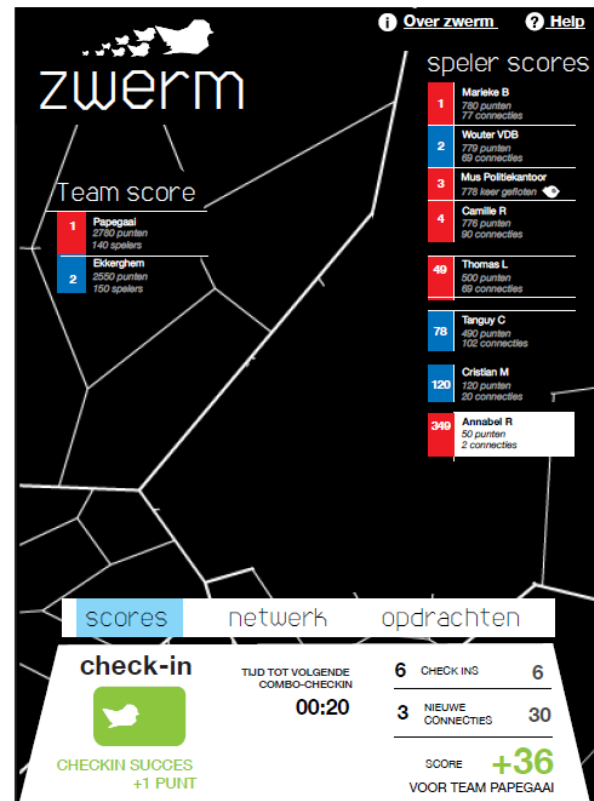 Over zwerm
Help
zwerm
speler scores
1
Marieke B
780 punten
77 connecties
2
Wouter VDB
779 punten
69 connecties
3
Mus Politiekantoor
778 keer gefloten
4
Camille R
776 punten
90 connecties
49
Thomas L
500 punten
69 connecties
78
Tanguy C
490 punten
102 connecties
120
Cristian M
120 punten
20 connecties
349
Annabel R
50 punten
2 connecties
Team score
1
Papegaai
2780 punten
140 spelers
2
Ekkerghem
2550 punten
150 spelers
scores netwerk opdrachten
check-in
CHECKIN SUCCES
+1 PUNT
TIJD TOT VOLGENDE
COMBO-CHECKIN
00:20
6 CHECK INS 6
3 NIEUWE
CONNECTIES 30
SCORE +36
VOOR TEAM PAPEGAAI